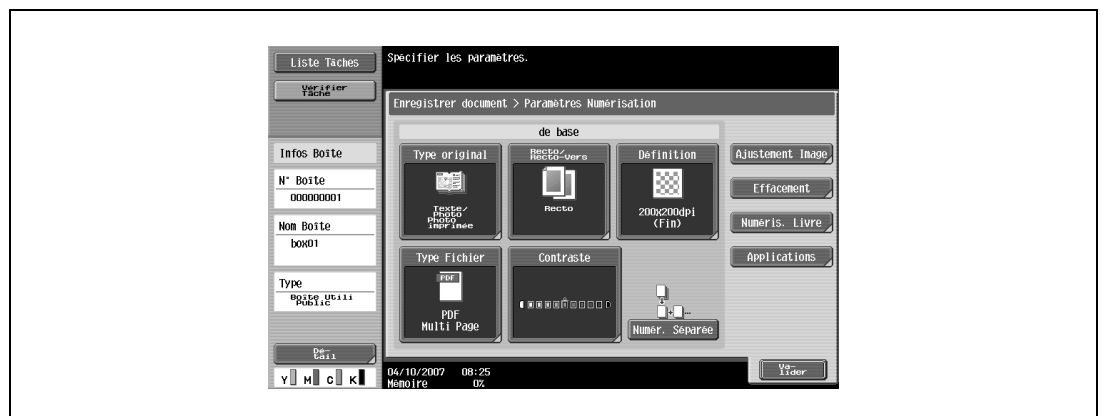 Liste Tâches
Vérifier
Tâche
Spécifier les paramètres.
Enregistrer document > Paramètres Numérisation
de base
Infos Boîte
N° Boîte
000000001
Nom Boîte
box01
Type
Boîte Utili
Public
Dé-
tail
Y M C K
Type original
Texte/
Photo
Photo
imprimée
Recto/
Recto-Vers
Recto
Définition
200x200dpi
(Fin)
Type Fichier
PDF
PDF
Multi Page
Contraste
Numér. Séparée
Ajustement Image
Effacement
Numéris. Livre
Applications
04/10/2007 08:25
Mémoire 0%
Va-
lider